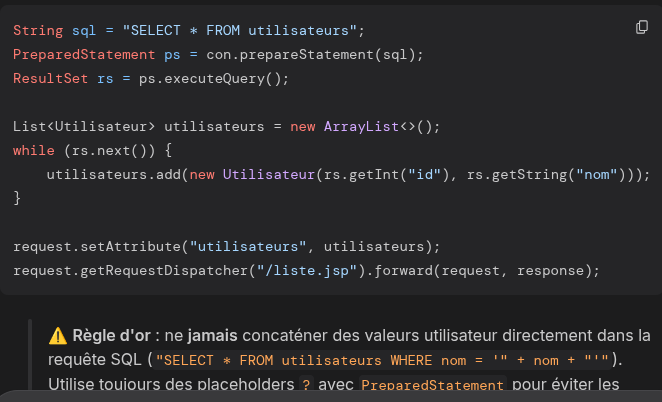 String sql = "SELECT * FROM utilisateurs";
PreparedStatement ps = con.prepareStatement(sql);
ResultSet rs = ps.executeQuery();

List<Utilisateur> utilisateurs = new ArrayList<>();
while (rs.next()) {
    utilisateurs.add(new Utilisateur(rs.getInt("id"), rs.getString("nom")));
}

request.setAttribute("utilisateurs", utilisateurs);
request.getRequestDispatcher("/liste.jsp").forward(request, response);

⚠️ Règle d'or : ne jamais concaténer des valeurs utilisateur directement dans la
requête SQL ("SELECT * FROM utilisateurs WHERE nom = '" + nom + "'").
Utilise toujours des placeholders ? avec PreparedStatement pour éviter les